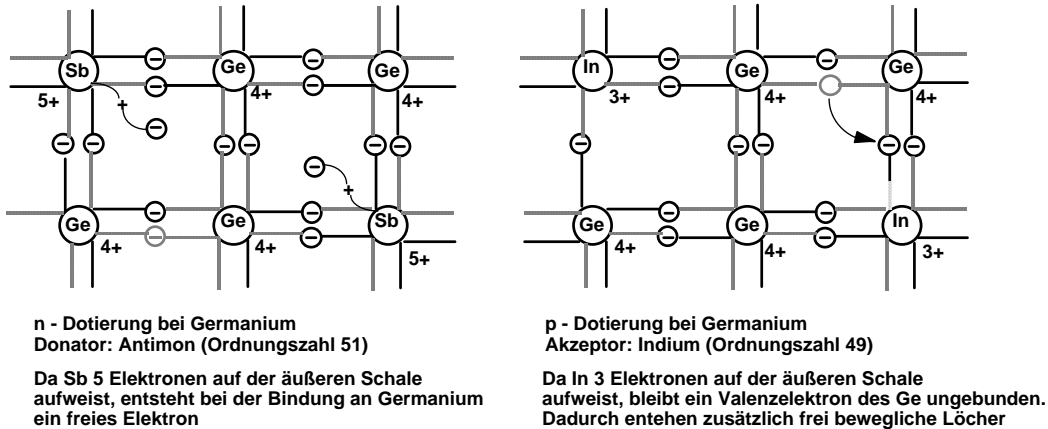 Sb Ge Ge
5+ + 4+ 4+
+
Ge Ge Sb
4+ 4+ 5+
In Ge Ge
3+ 4+ 4+
Ge Ge In
4+ 4+ 3+
n - Dotierung bei Germanium
Donator: Antimon (Ordnungszahl 51)
Da Sb 5 Elektronen auf der äußeren Schale
aufweist, entsteht bei der Bindung an Germanium
ein freies Elektron
p - Dotierung bei Germanium
Akzeptor: Indium (Ordnungszahl 49)
Da In 3 Elektronen auf der äußeren Schale
aufweist, bleibt ein Valenzelektron des Ge ungebunden.
Dadurch entehen zusätzlich frei bewegliche Löcher